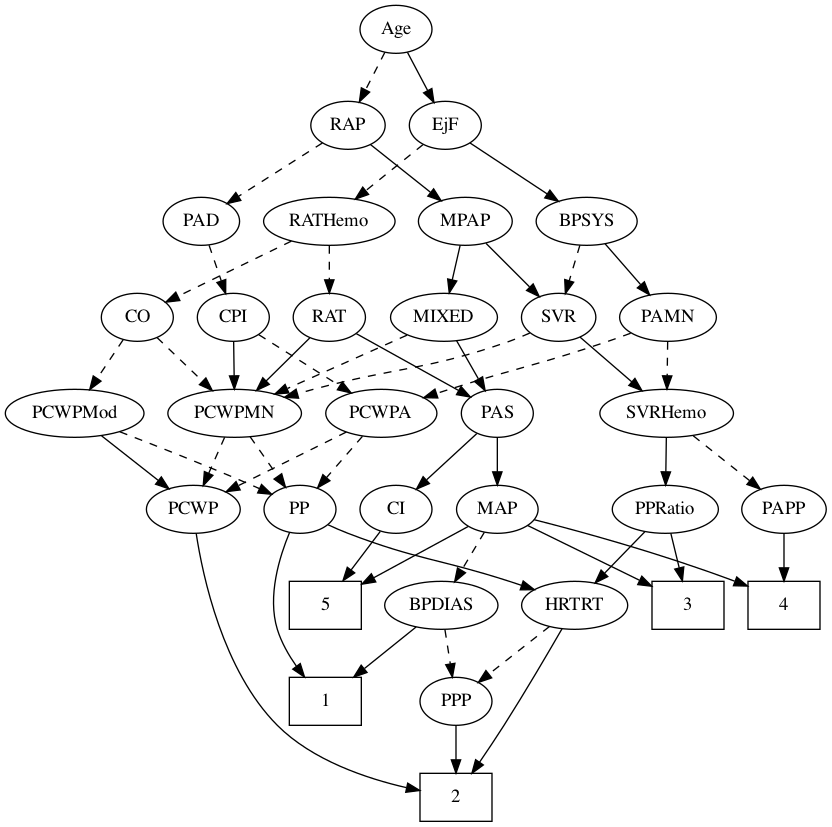 Age
RAP
EjF
PAD
RATHemo
MPAP
BPSYS
CO
CPI
RAT
MIXED
SVR
PAMN
PCWPMod
PCWPMN
PCWPA
PAS
SVRHemo
PCWP
PP
CI
MAP
PPRatio
PAPP
5
BPDIAS
HRTRT
3
4
1
PPP
2